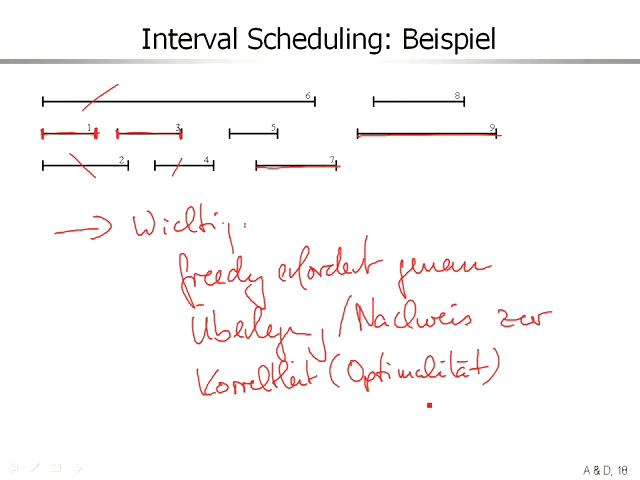 Interval Scheduling: Beispiel
6
8
1
3
5
9
2
4
7
→ Wichtig:
Greedy erfordert genaue
Überlegung/Nachweis zur
Korrektheit (Optimalität)
A & D, 18